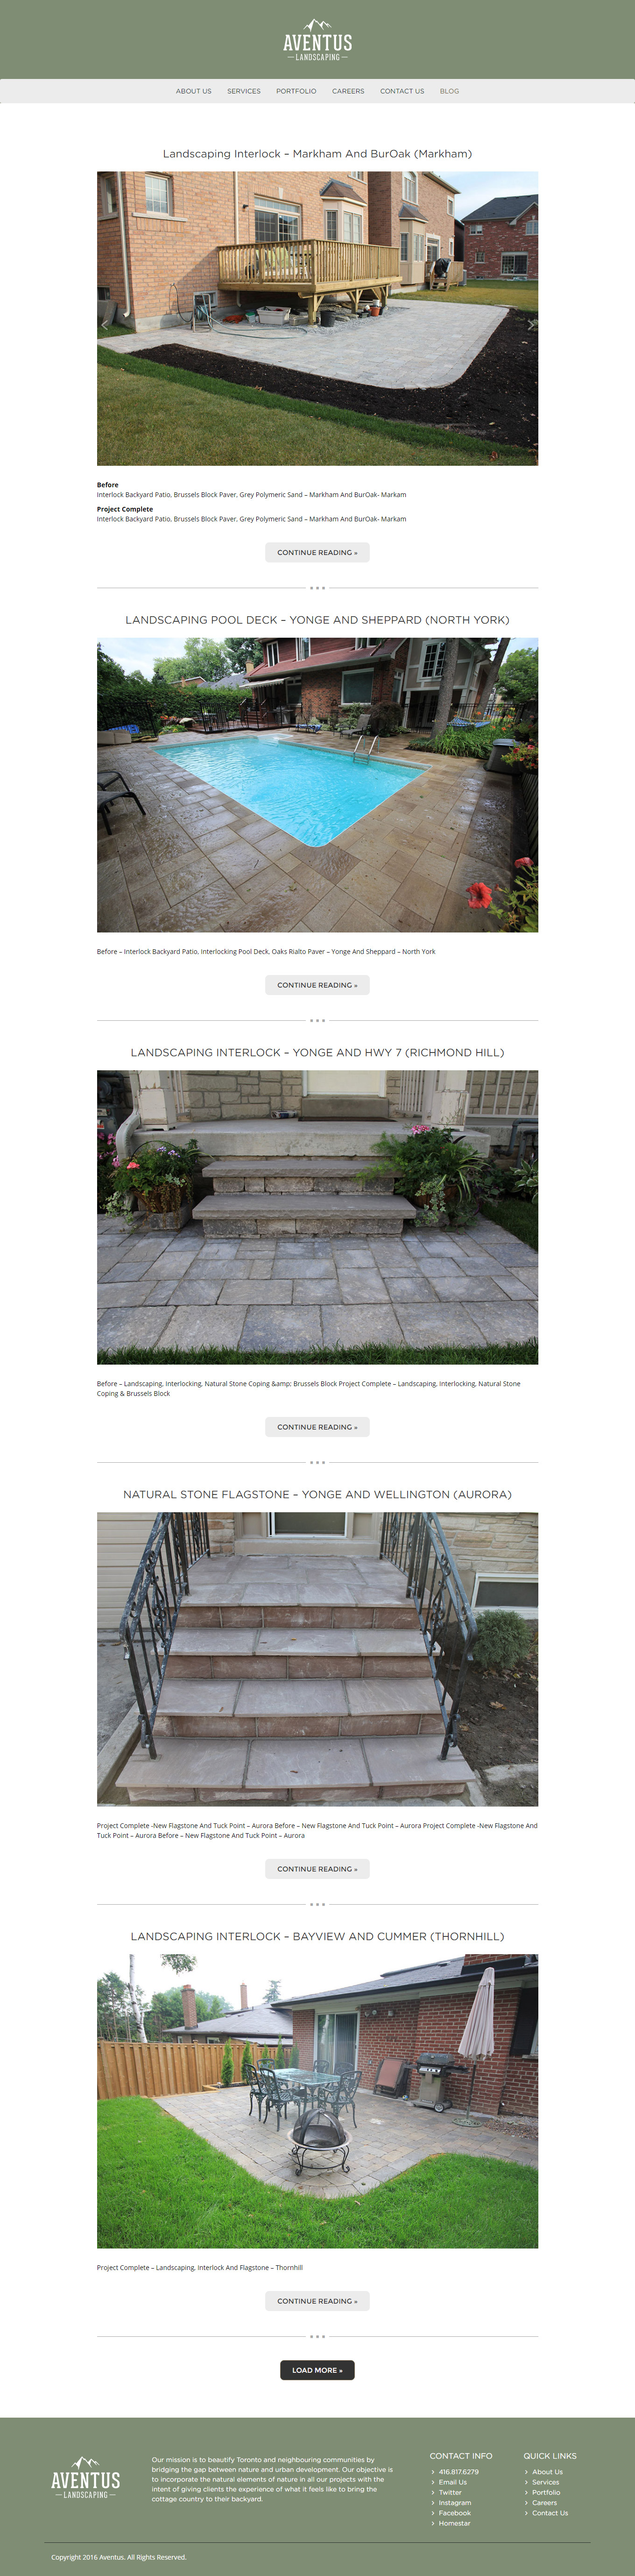 AVENTUS
LANDSCAPING
ABOUT US SERVICES PORTFOLIO CAREERS CONTACT US BLOG
Landscaping Interlock – Markham And BurOak (Markham)
Before
Interlock Backyard Patio, Brussels Block Paver, Grey Polymeric Sand – Markham And BurOak- Markam
Project Complete
Interlock Backyard Patio, Brussels Block Paver, Grey Polymeric Sand – Markham And BurOak- Markam
CONTINUE READING »
LANDSCAPING POOL DECK – YONGE AND SHEPPARD (NORTH YORK)
Before – Interlock Backyard Patio, Interlocking Pool Deck, Oaks Rialto Paver – Yonge And Sheppard – North York
CONTINUE READING »
LANDSCAPING INTERLOCK – YONGE AND HWY 7 (RICHMOND HILL)
Before – Landscaping, Interlocking, Natural Stone Coping &amp; Brussels Block Project Complete – Landscaping, Interlocking, Natural Stone
Coping & Brussels Block
CONTINUE READING »
NATURAL STONE FLAGSTONE – YONGE AND WELLINGTON (AURORA)
Project Complete -New Flagstone And Tuck Point – Aurora Before – New Flagstone And Tuck Point – Aurora Project Complete -New Flagstone And
Tuck Point – Aurora Before – New Flagstone And Tuck Point – Aurora
CONTINUE READING »
LANDSCAPING INTERLOCK – BAYVIEW AND CUMMER (THORNHILL)
Project Complete – Landscaping, Interlock And Flagstone – Thornhill
CONTINUE READING »
LOAD MORE »
AVENTUS
LANDSCAPING
Our mission is to beautify Toronto and neighbouring communities by
bridging the gap between nature and urban development. Our objective is
to incorporate the natural elements of nature in all our projects with the
intent of giving clients the experience of what it feels like to bring the
cottage country to their backyard.
CONTACT INFO
416.817.6279
Email Us
Twitter
Instagram
Facebook
Homestar
QUICK LINKS
About Us
Services
Portfolio
Careers
Contact Us
Copyright 2016 Aventus. All Rights Reserved.